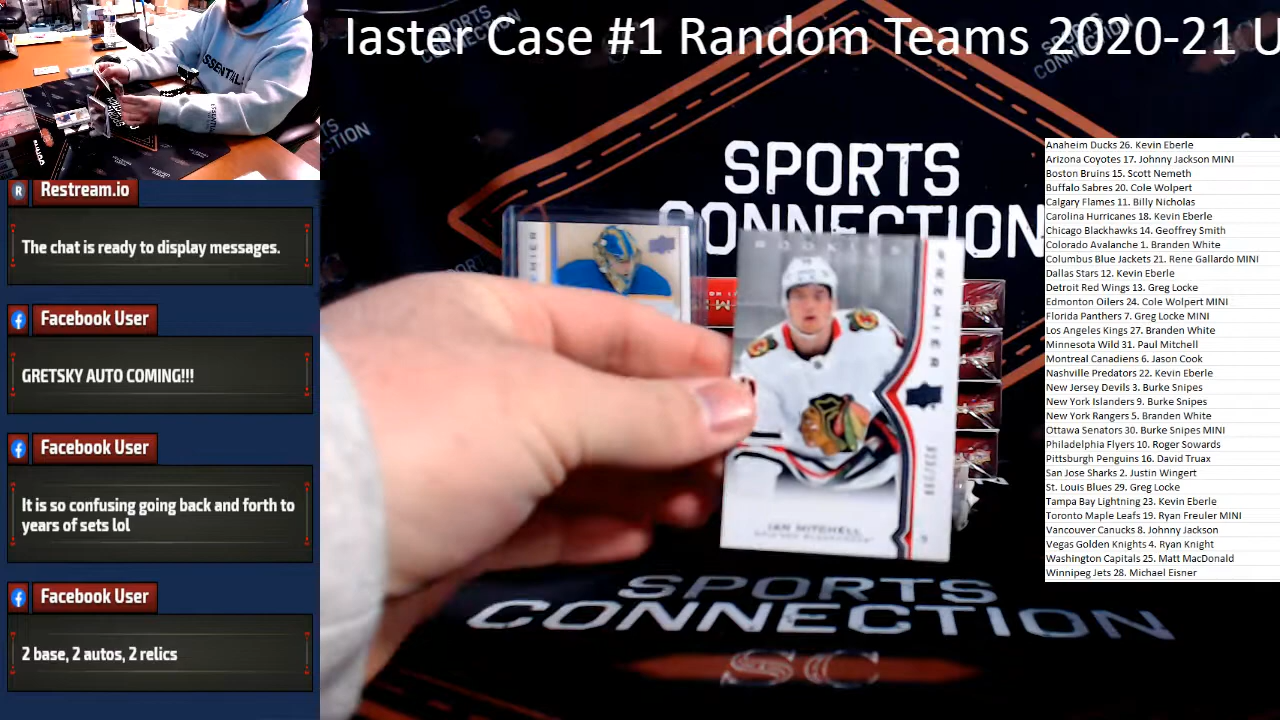 laster Case #1 Random Teams 2020-21 U
ESSENTIALS
Restream.io
The chat is ready to display messages.
Facebook User
GRETSKY AUTO COMING!!!
Facebook User
It is so confusing going back and forth to
years of sets lol
Facebook User
2 base, 2 autos, 2 relics
SPORTS
CONNECTION
ROOKIES
PREMIER
IAN MITCHELL
SPORTS
CONNECTION
SC
Anaheim Ducks 26. Kevin Eberle
Arizona Coyotes 17. Johnny Jackson MINI
Boston Bruins 15. Scott Nemeth
Buffalo Sabres 20. Cole Wolpert
Calgary Flames 11. Billy Nicholas
Carolina Hurricanes 18. Kevin Eberle
Chicago Blackhawks 14. Geoffrey Smith
Colorado Avalanche 1. Branden White
Columbus Blue Jackets 21. Rene Gallardo MINI
Dallas Stars 12. Kevin Eberle
Detroit Red Wings 13. Greg Locke
Edmonton Oilers 24. Cole Wolpert MINI
Florida Panthers 7. Greg Locke MINI
Los Angeles Kings 27. Branden White
Minnesota Wild 31. Paul Mitchell
Montreal Canadiens 6. Jason Cook
Nashville Predators 22. Kevin Eberle
New Jersey Devils 3. Burke Snipes
New York Islanders 9. Burke Snipes
New York Rangers 5. Branden White
Ottawa Senators 30. Burke Snipes MINI
Philadelphia Flyers 10. Roger Sowards
Pittsburgh Penguins 16. David Truax
San Jose Sharks 2. Justin Wingert
St. Louis Blues 29. Greg Locke
Tampa Bay Lightning 23. Kevin Eberle
Toronto Maple Leafs 19. Ryan Freuler MINI
Vancouver Canucks 8. Johnny Jackson
Vegas Golden Knights 4. Ryan Knight
Washington Capitals 25. Matt MacDonald
Winnipeg Jets 28. Michael Eisner